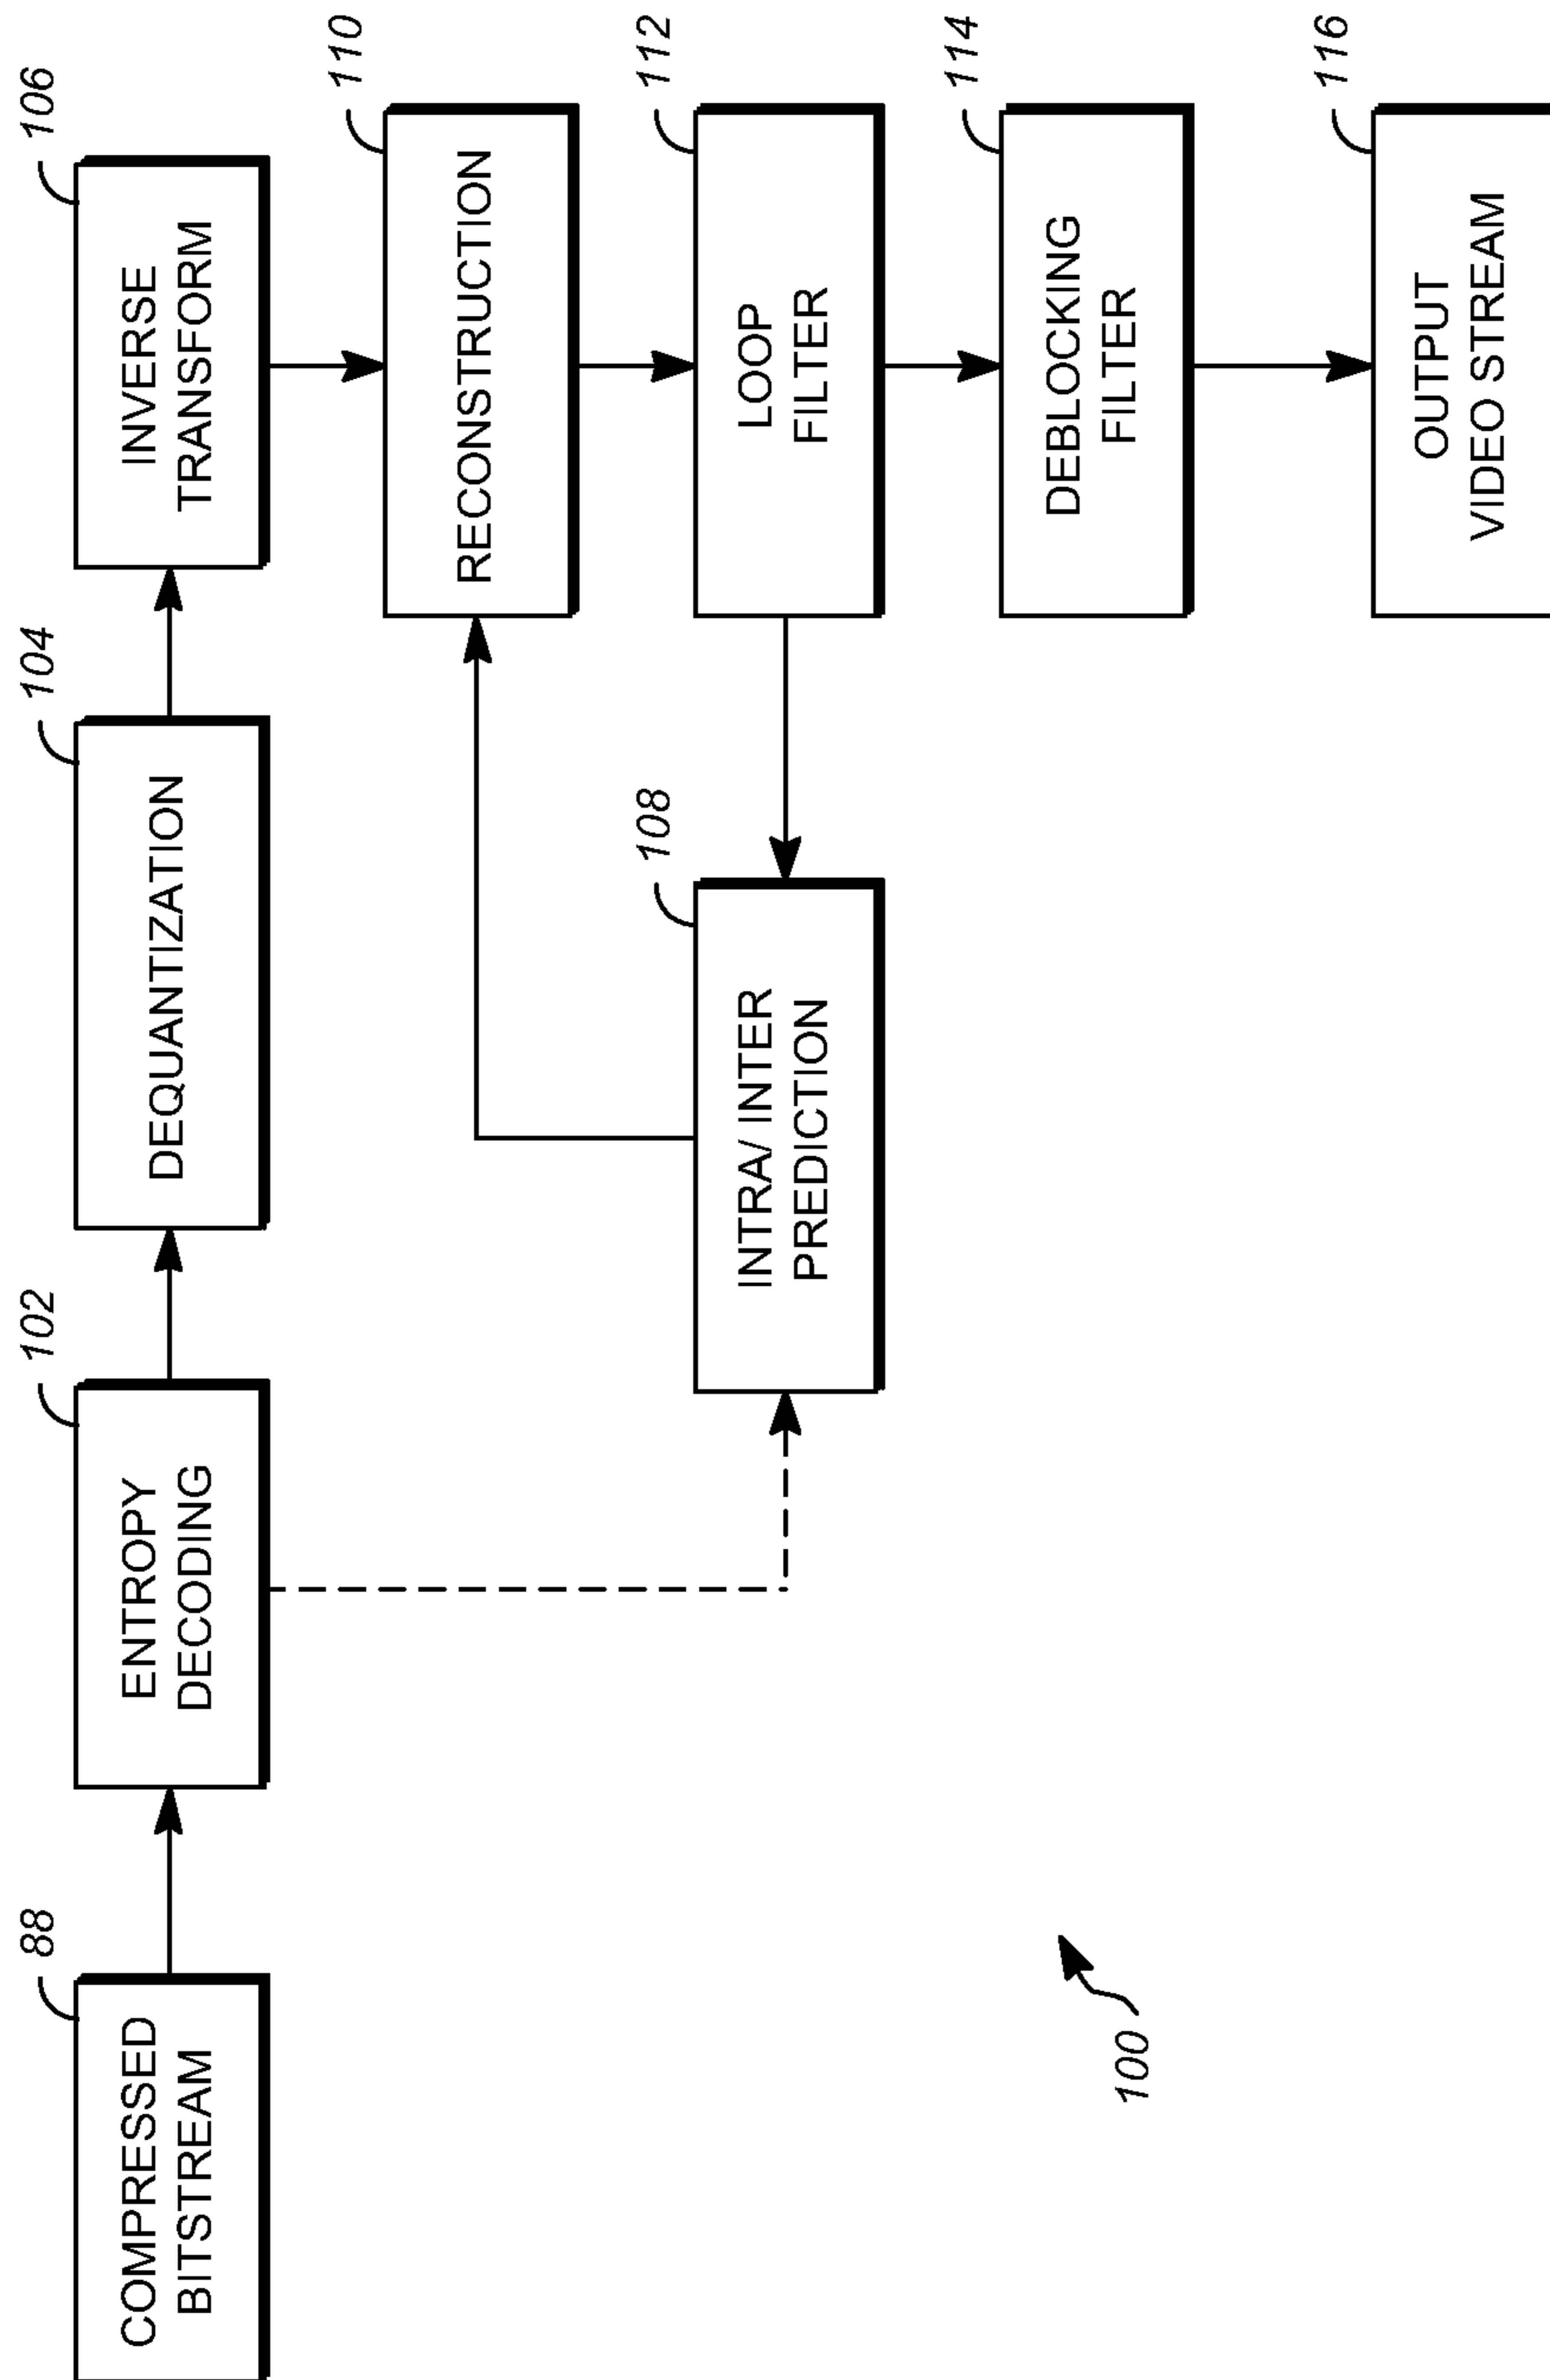 88
COMPRESSED
BITSTREAM
102
ENTROPY
DECODING
104
DEQUANTIZATION
106
INVERSE
TRANSFORM
110
RECONSTRUCTION
108
INTRA/ INTER
PREDICTION
112
LOOP
FILTER
114
DEBLOCKING
FILTER
116
OUTPUT
VIDEO STREAM
100